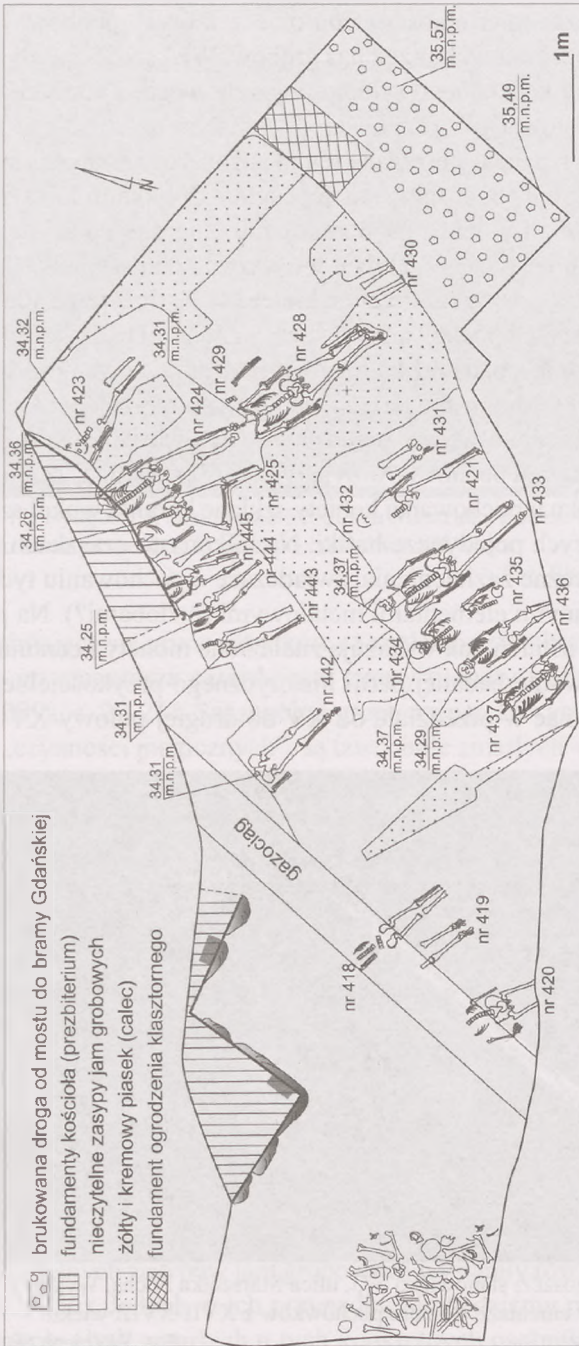 brukowana droga od mostu do bramy Gdańskiej
fundamenty kościoła (prezbiterium)
nieczytelne zasypy jam grobowych
żółty i kremowy piasek (calec)
fundament ogrodzenia klasztornego
N
35,57
m. n.p.m.
35,49
m.n.p.m.
1m
34,32
m.n.p.m.
34,36
m.n.p.m.
34,26
m.n.p.m.
34,31
m.n.p.m.
34,25
m.n.p.m.
34,31
m.n.p.m.
34,31
m.n.p.m.
34,37
m.n.p.m.
34,37
m.n.p.m.
34,29
m.n.p.m.
nr 423
nr 424
nr 429
nr 428
nr 430
nr 425
nr 445
nr 444
nr 443
nr 442
nr 431
nr 432
nr 421
nr 433
nr 434
nr 435
nr 436
nr 437
gazociąg
nr 418
nr 419
nr 420